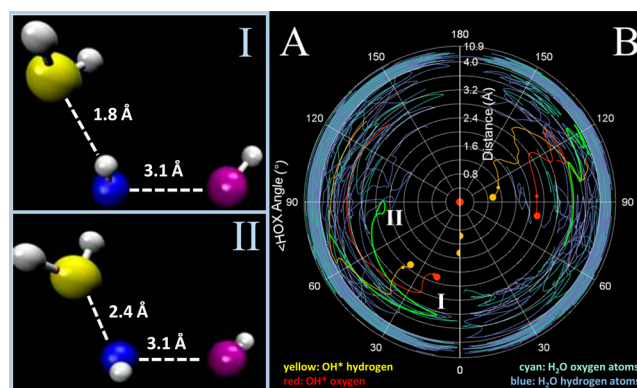 I
1.8 Å
3.1 Å
II
2.4 Å
3.1 Å
A
B
180
150
150
120
120
90
90
60
60
30
30
0
10.9
4.0
3.2
2.4
1.6
0.8
Distance (Å)
<HOX Angle (°)
II
I
yellow: OH* hydrogen
red: OH* oxygen
cyan: H₂O oxygen atoms
blue: H₂O hydrogen atoms